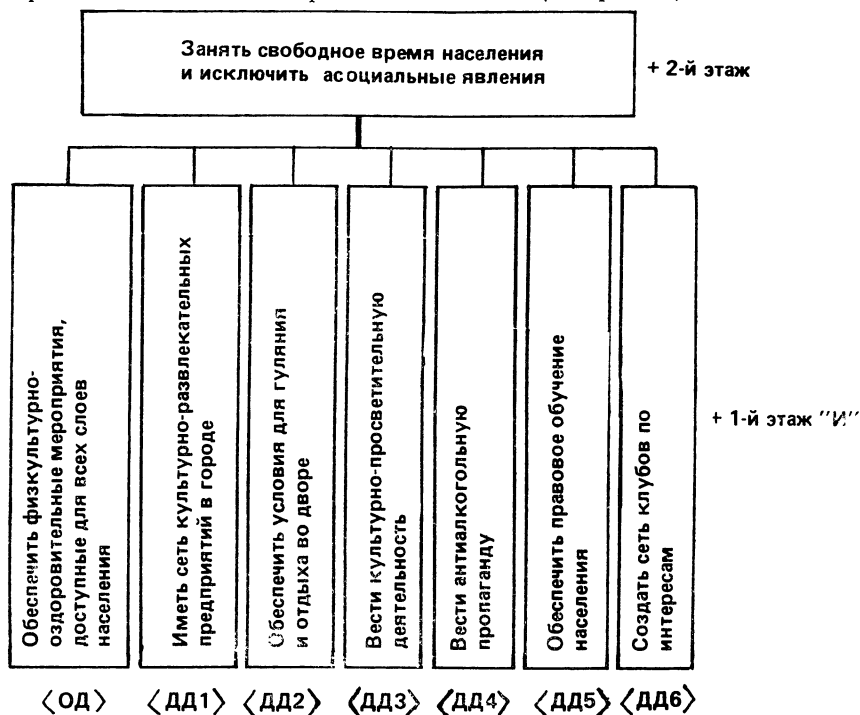 Занять свободное время населения
и исключить асоциальные явления
+ 2-й этаж
Обеспечить физкультурно-
оздоровительные мероприятия,
доступные для всех слоев
населения
Иметь сеть культурно-развлекательных
предприятий в городе
Обеспечить условия для гуляния
и отдыха во дворе
Вести культурно-просветительную
деятельность
Вести антиалкогольную
пропаганду
Обеспечить правовое обучение
населения
Создать сеть клубов по
интересам
+ 1-й этаж "И"
〈ОД〉 〈ДД1〉 〈ДД2〉 〈ДД3〉 〈ДД4〉 〈ДД5〉 〈ДД6〉